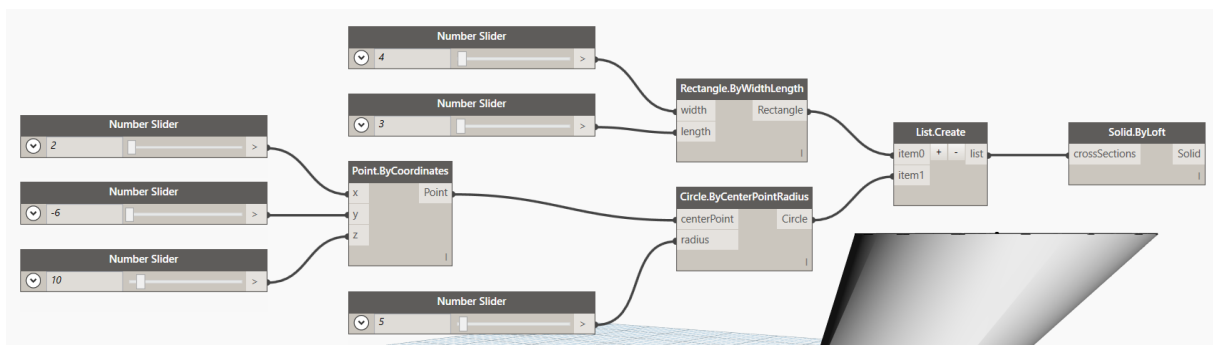 Number Slider
4 >
Number Slider
3 >
Number Slider
2 >
Number Slider
-6 >
Number Slider
10 >
Point.ByCoordinates
x Point
y
z
l
Number Slider
5 >
Rectangle.ByWidthLength
width Rectangle
length
l
Circle.ByCenterPointRadius
centerPoint Circle
radius
l
List.Create
item0 + - list
item1
l
Solid.ByLoft
crossSections Solid
l